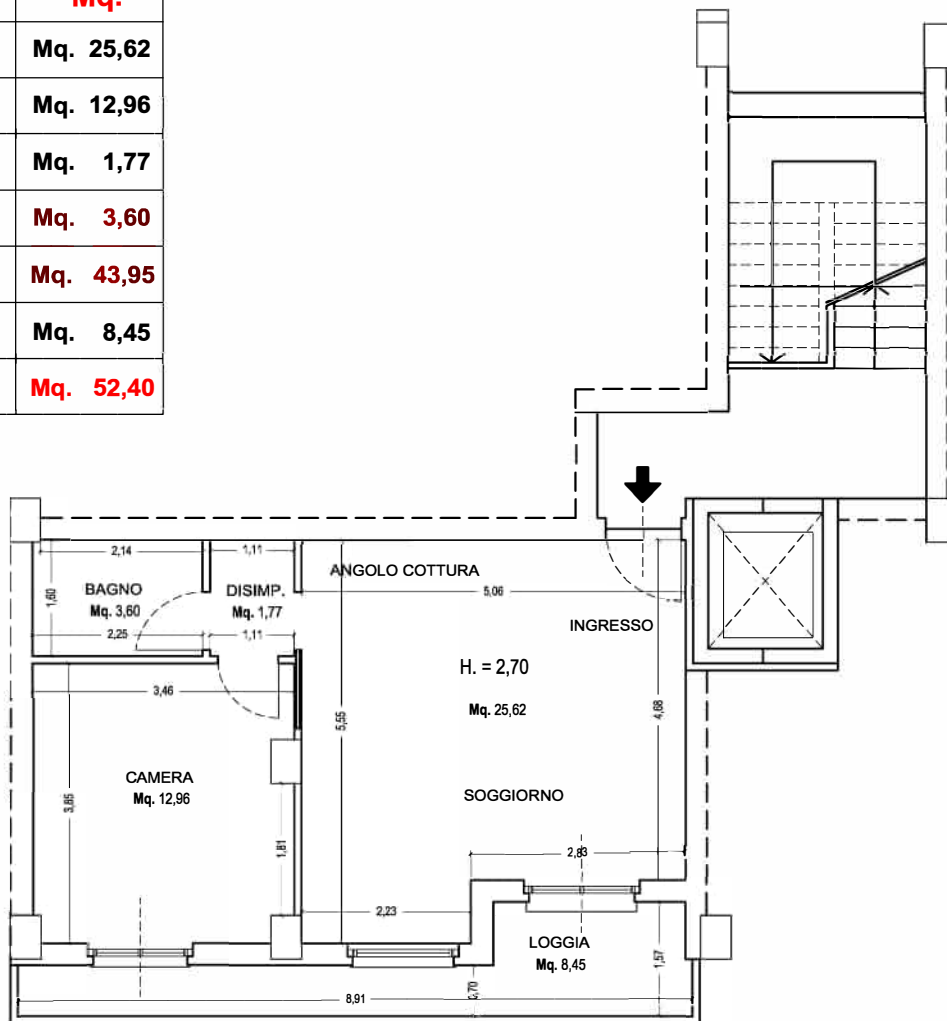 Mq.
Mq. 25,62
Mq. 12,96
Mq. 1,77
Mq. 3,60
Mq. 43,95
Mq. 8,45
Mq. 52,40
2,14
1,11
ANGOLO COTTURA
BAGNO
Mq. 3,60
1,60
DISIMP.
Mq. 1,77
5,06
2,25
1,11
INGRESSO
H. = 2,70
3,46
Mq. 25,62
5,55
4,68
CAMERA
Mq. 12,96
3,85
SOGGIORNO
1,81
2,83
2,23
LOGGIA
Mq. 8,45
1,57
0,70
8,91